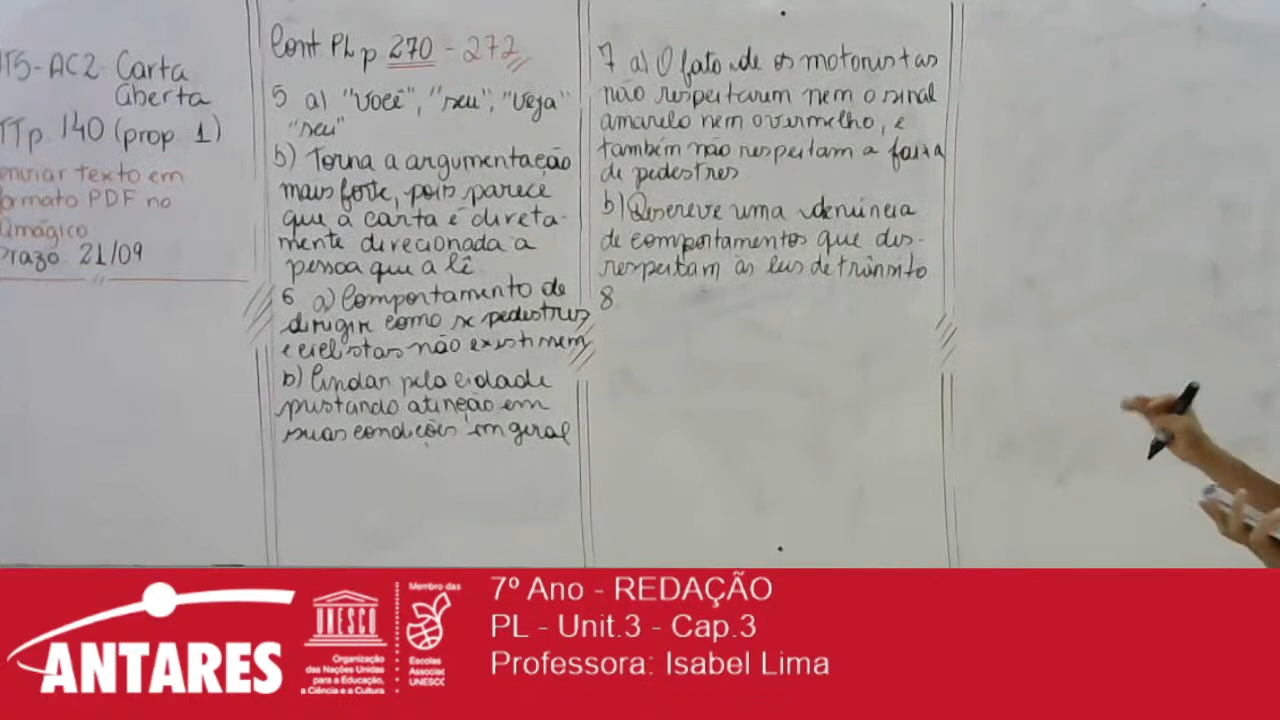 T5-AC2 Carta
Aberta
TTp. 140 (prop. 1)
enviar texto em
formato PDF no
Qmágico
Prazo 21/09
Cont PL p 270 - 272
5 a) "Você", "seu", "Veja"
"seu"
b) Torna a argumentação
mais forte, pois parece
que a carta é direta-
mente direcionada a
pessoa que a lê
6 a) Comportamento de
dirigir como se pedestres
e ciclistas não existissem
b) Andar pela cidade
prestando atenção em
suas condições em geral
7 a) O fato de os motoristas
não respeitarem nem o sinal
amarelo nem o vermelho, e
também não respeitam a faixa
de pedestres
b) Descreve uma denúncia
de comportamentos que des-
respeitam às leis de trânsito
8
ANTARES
UNESCO
Organização
das Nações Unidas
para a Educação,
a Ciência e a Cultura
Membro das
Escolas
Associac
UNESC
7º Ano - REDAÇÃO
PL - Unit.3 - Cap.3
Professora: Isabel Lima